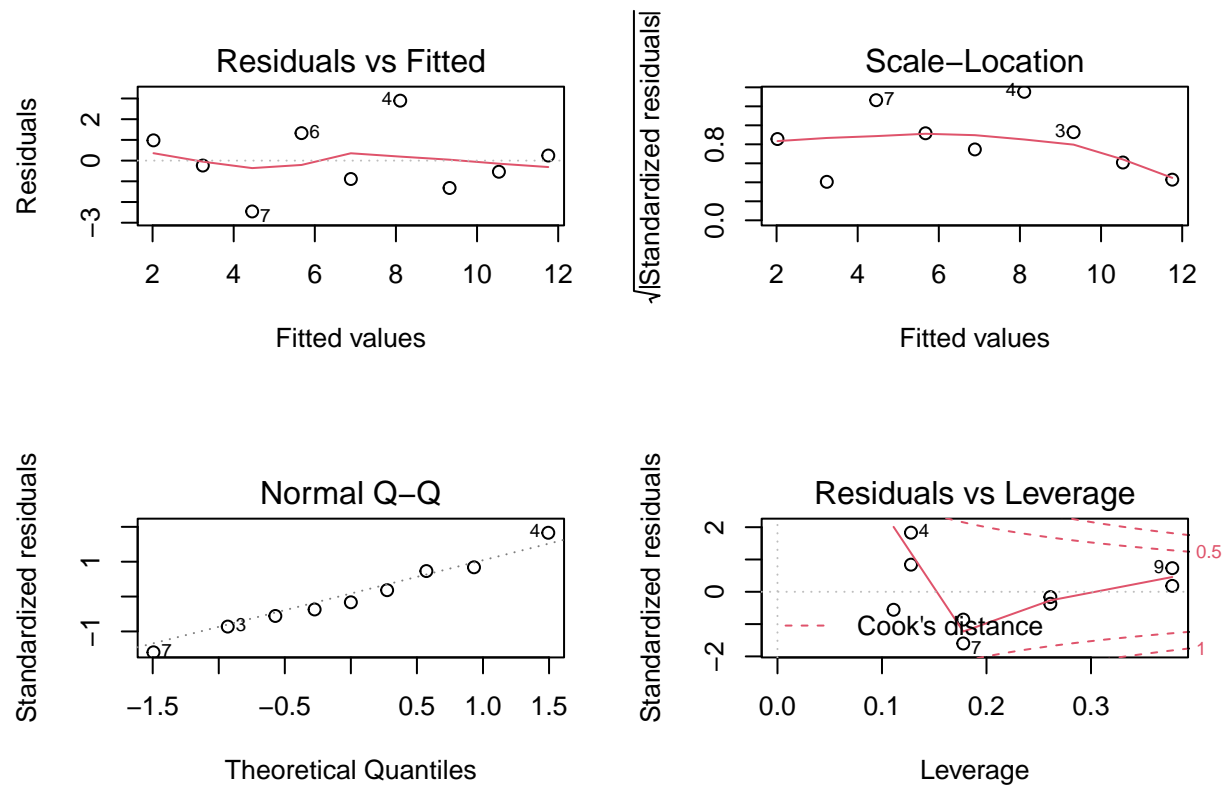 Residuals vs Fitted
Residuals
2
0
−3
4
6
7
2 4 6 8 10 12
Fitted values
Scale−Location
√|Standardized residuals|
0.8
0.0
7
4
3
2 4 6 8 10 12
Fitted values
Normal Q−Q
Standardized residuals
1
−1
4
3
7
−1.5 −0.5 0.5 1.0 1.5
Theoretical Quantiles
Residuals vs Leverage
Standardized residuals
2
0
−2
4
0.5
9
Cook's distance
7
1
0.0 0.1 0.2 0.3
Leverage